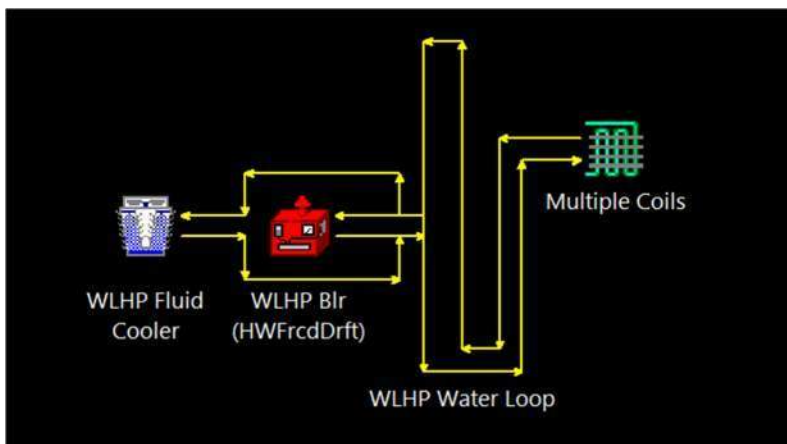 Multiple Coils
WLHP Fluid
Cooler
WLHP Blr
(HWFrcdDrft)
WLHP Water Loop